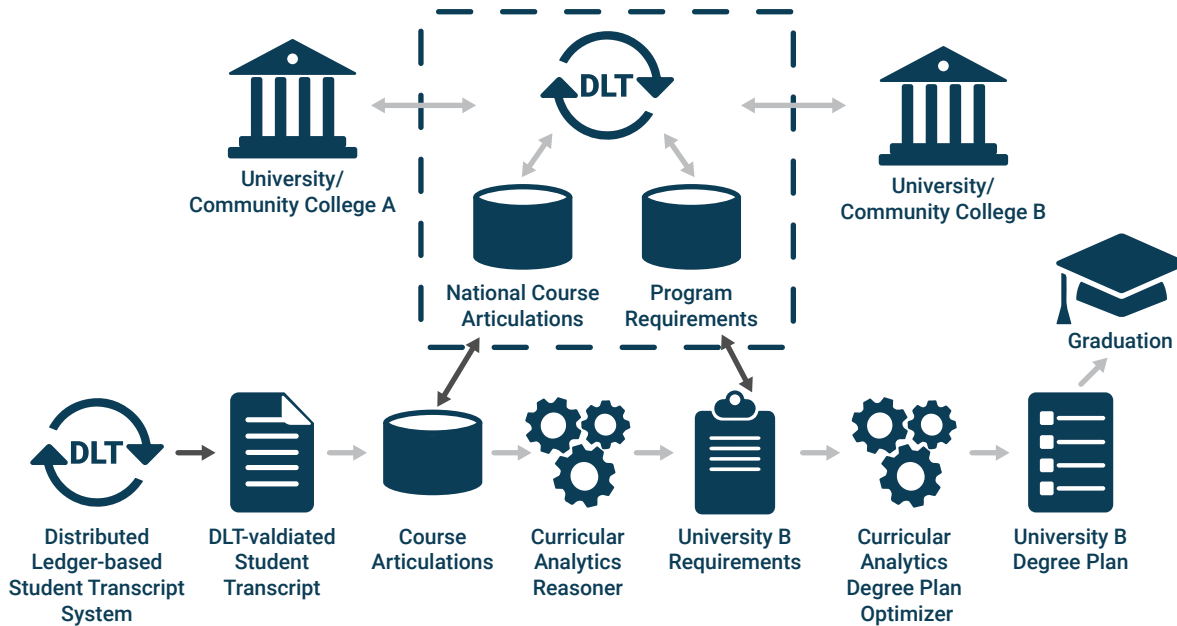 DLT
University/
Community College A
University/
Community College B
National Course
Articulations
Program
Requirements
Graduation
DLT
Distributed
Ledger-based
Student Transcript
System
DLT-valdiated
Student
Transcript
Course
Articulations
Curricular
Analytics
Reasoner
University B
Requirements
Curricular
Analytics
Degree Plan
Optimizer
University B
Degree Plan